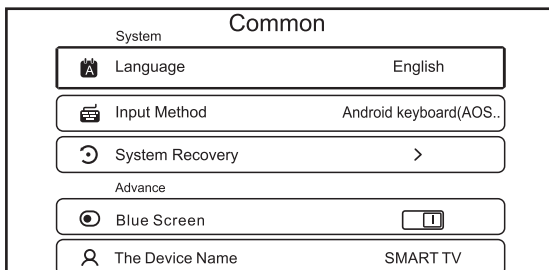 Common
System
Language English
Input Method Android keyboard(AOS..
System Recovery >
Advance
Blue Screen
The Device Name SMART TV